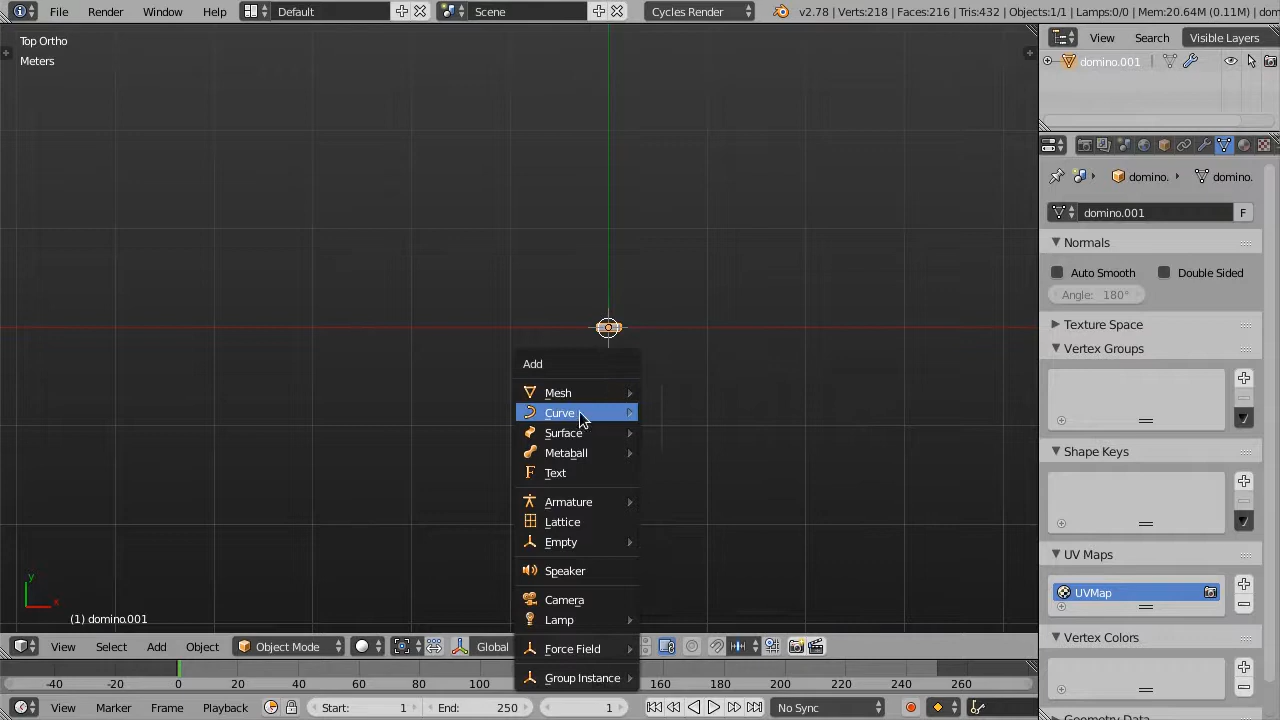 File Render Window Help Default Scene Cycles Render v2.78 | Verts:218 | Faces:216 | Tris:432 | Objects:1/1 | Lamps:0/0 | Mem:20.64M (0.11M) | dom
Top Ortho
Meters
View Search Visible Layers
domino.001
domino. domino.
domino.001 F
Normals
Auto Smooth Double Sided
Angle: 180°
Texture Space
Vertex Groups
Shape Keys
UV Maps
UVMap
Vertex Colors
Geometry Data
Add
Mesh
Curve
Surface
Metaball
Text
Armature
Lattice
Empty
Speaker
Camera
Lamp
Force Field
Group Instance
y
x
(1) domino.001
View Select Add Object Object Mode Global
-40 -20 0 20 40 60 80 100 160 180 200 220 240 260
View Marker Frame Playback Start: 1 End: 250 1 No Sync